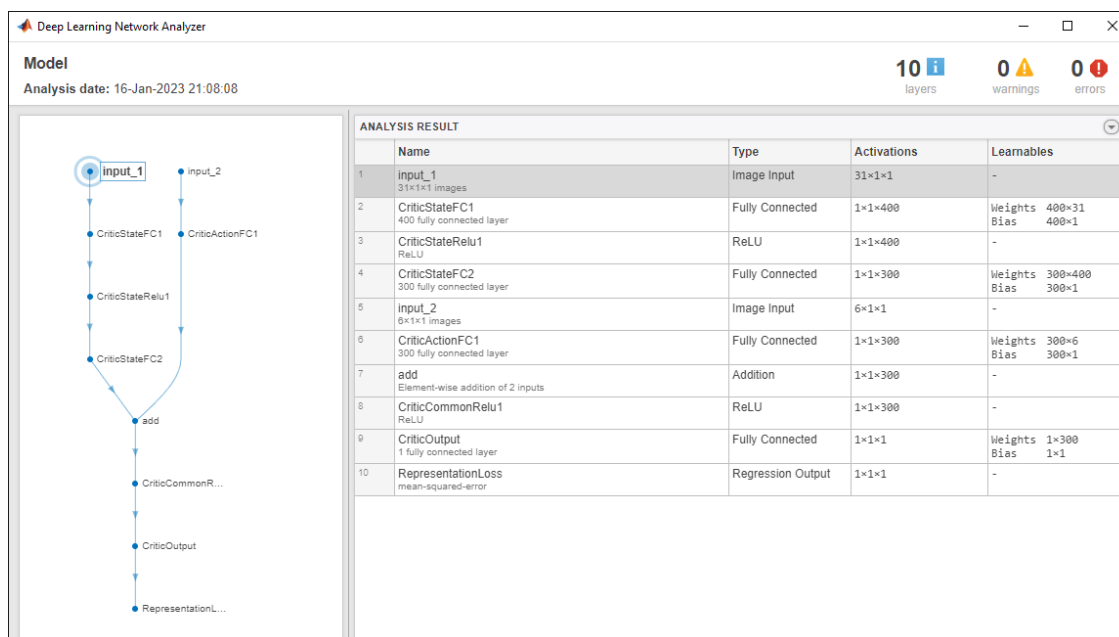 Deep Learning Network Analyzer
Model
Analysis date: 16-Jan-2023 21:08:08
10 i
layers
0
warnings
0
errors
input_1
input_2
CriticStateFC1
CriticActionFC1
CriticStateRelu1
CriticStateFC2
add
CriticCommonR...
CriticOutput
RepresentationL...
ANALYSIS RESULT
Name Type Activations Learnables
1 input_1 Image Input 31×1×1 -
31×1×1 images
2 CriticStateFC1 Fully Connected 1×1×400 Weights 400×31
400 fully connected layer Bias 400×1
3 CriticStateRelu1 ReLU 1×1×400 -
ReLU
4 CriticStateFC2 Fully Connected 1×1×300 Weights 300×400
300 fully connected layer Bias 300×1
5 input_2 Image Input 6×1×1 -
6×1×1 images
6 CriticActionFC1 Fully Connected 1×1×300 Weights 300×6
300 fully connected layer Bias 300×1
7 add Addition 1×1×300 -
Element-wise addition of 2 inputs
8 CriticCommonRelu1 ReLU 1×1×300 -
ReLU
9 CriticOutput Fully Connected 1×1×1 Weights 1×300
1 fully connected layer Bias 1×1
10 RepresentationLoss Regression Output 1×1×1 -
mean-squared-error